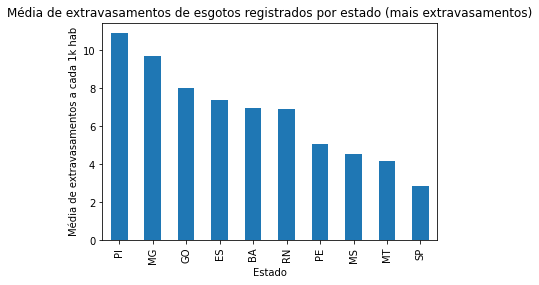 Média de extravasamentos de esgotos registrados por estado (mais extravasamentos)
Média de extravasamentos a cada 1k hab
10
8
6
4
2
0
PI MG GO ES BA RN PE MS MT SP
Estado